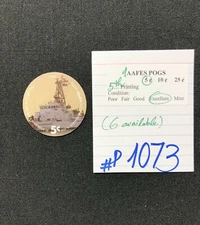 AAFES POGS
5¢ 10¢ 25¢
5th Printing
Condition:
Poor Fair Good Excellent Mint
(6 available)
#P1073
5¢